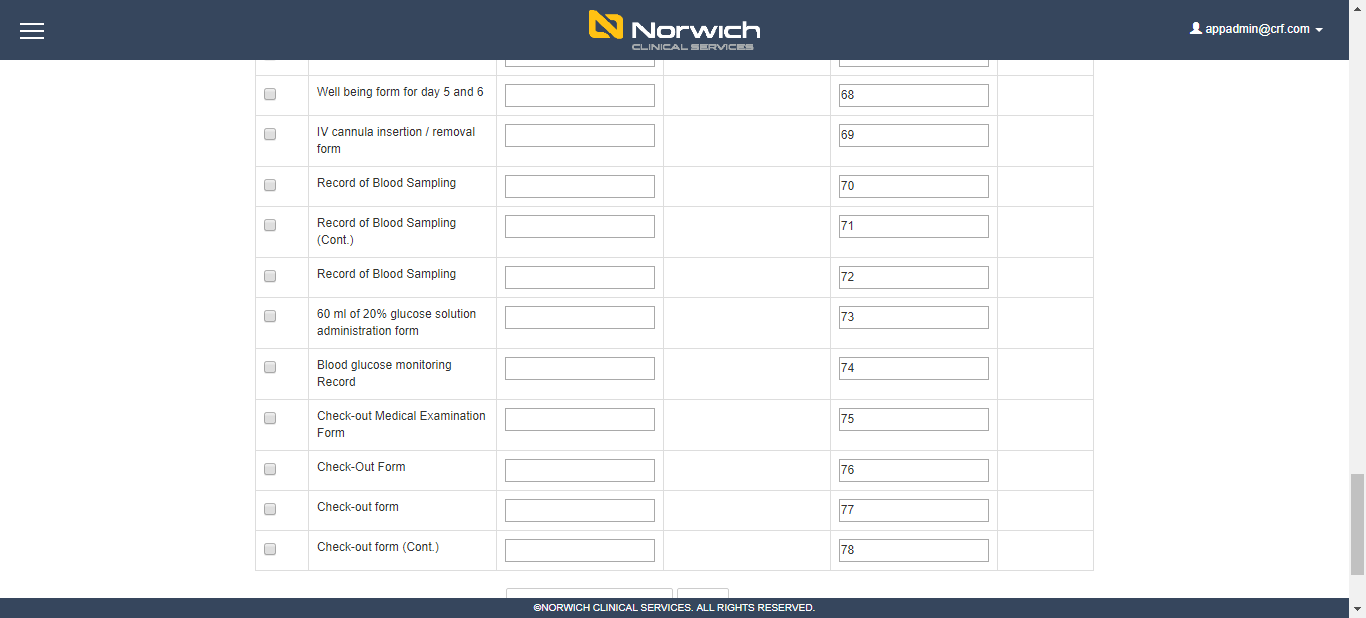 Norwich
CLINICAL SERVICES
appadmin@crf.com
Well being form for day 5 and 6
68
IV cannula insertion / removal
form
69
Record of Blood Sampling
70
Record of Blood Sampling
(Cont.)
71
Record of Blood Sampling
72
60 ml of 20% glucose solution
administration form
73
Blood glucose monitoring
Record
74
Check-out Medical Examination
Form
75
Check-Out Form
76
Check-out form
77
Check-out form (Cont.)
78
©NORWICH CLINICAL SERVICES. ALL RIGHTS RESERVED.